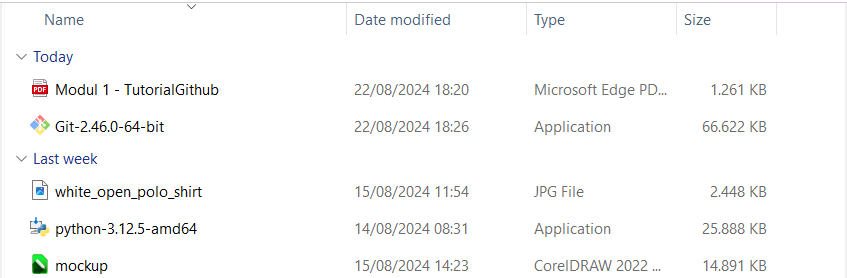 Name Date modified Type Size
Today
PDF Modul 1 - TutorialGithub 22/08/2024 18:20 Microsoft Edge PD... 1.261 KB
Git-2.46.0-64-bit 22/08/2024 18:26 Application 66.622 KB
Last week
white_open_polo_shirt 15/08/2024 11:54 JPG File 2.448 KB
python-3.12.5-amd64 14/08/2024 08:31 Application 25.888 KB
mockup 15/08/2024 14:23 CorelDRAW 2022 ... 14.891 KB